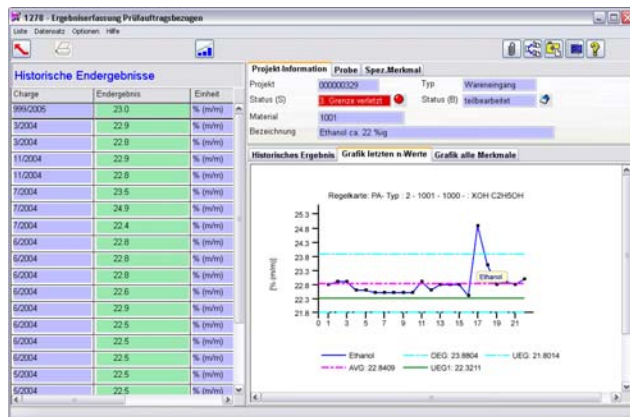 1278 - Ergebniserfassung Prüfauftragsbezogen
Liste Datensatz Optionen Hilfe
Historische Endergebnisse
Charge Endergebnis Einheit
999/2005 23.0 % (m/m)
3/2004 22.9 % (m/m)
3/2004 22.8 % (m/m)
11/2004 22.9 % (m/m)
11/2004 22.8 % (m/m)
7/2004 23.5 % (m/m)
7/2004 24.9 % (m/m)
7/2004 22.4 % (m/m)
6/2004 22.8 % (m/m)
6/2004 22.8 % (m/m)
6/2004 22.8 % (m/m)
6/2004 22.6 % (m/m)
6/2004 22.9 % (m/m)
6/2004 22.5 % (m/m)
6/2004 22.5 % (m/m)
5/2004 22.5 % (m/m)
5/2004 22.5 % (m/m)
Projekt-Information Probe Spez.Merkmal
Projekt 000000329 Typ Wareneingang
Status (S) 3. Grenze verletzt Status (B) teilbearbeitet
Material 1001
Bezeichnung Ethanol ca. 22 %ig
Historisches Ergebnis Grafik letzten n-Werte Grafik alle Merkmale
Regelkarte: PA- Typ : 2 - 1001 - 1000 - : XOH C2H5OH
[% (m/m)]
25.3
24.8
24.3
23.8
23.3
22.8
22.3
21.8
Ethanol
0 1 3 5 7 9 11 13 15 17 19 21
Ethanol OEG: 23.8804 UEG: 21.8014
AVG: 22.8409 UEG1: 22.3211